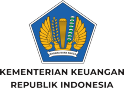 KEMENTERIAN KEUANGAN
REPUBLIK INDONESIA